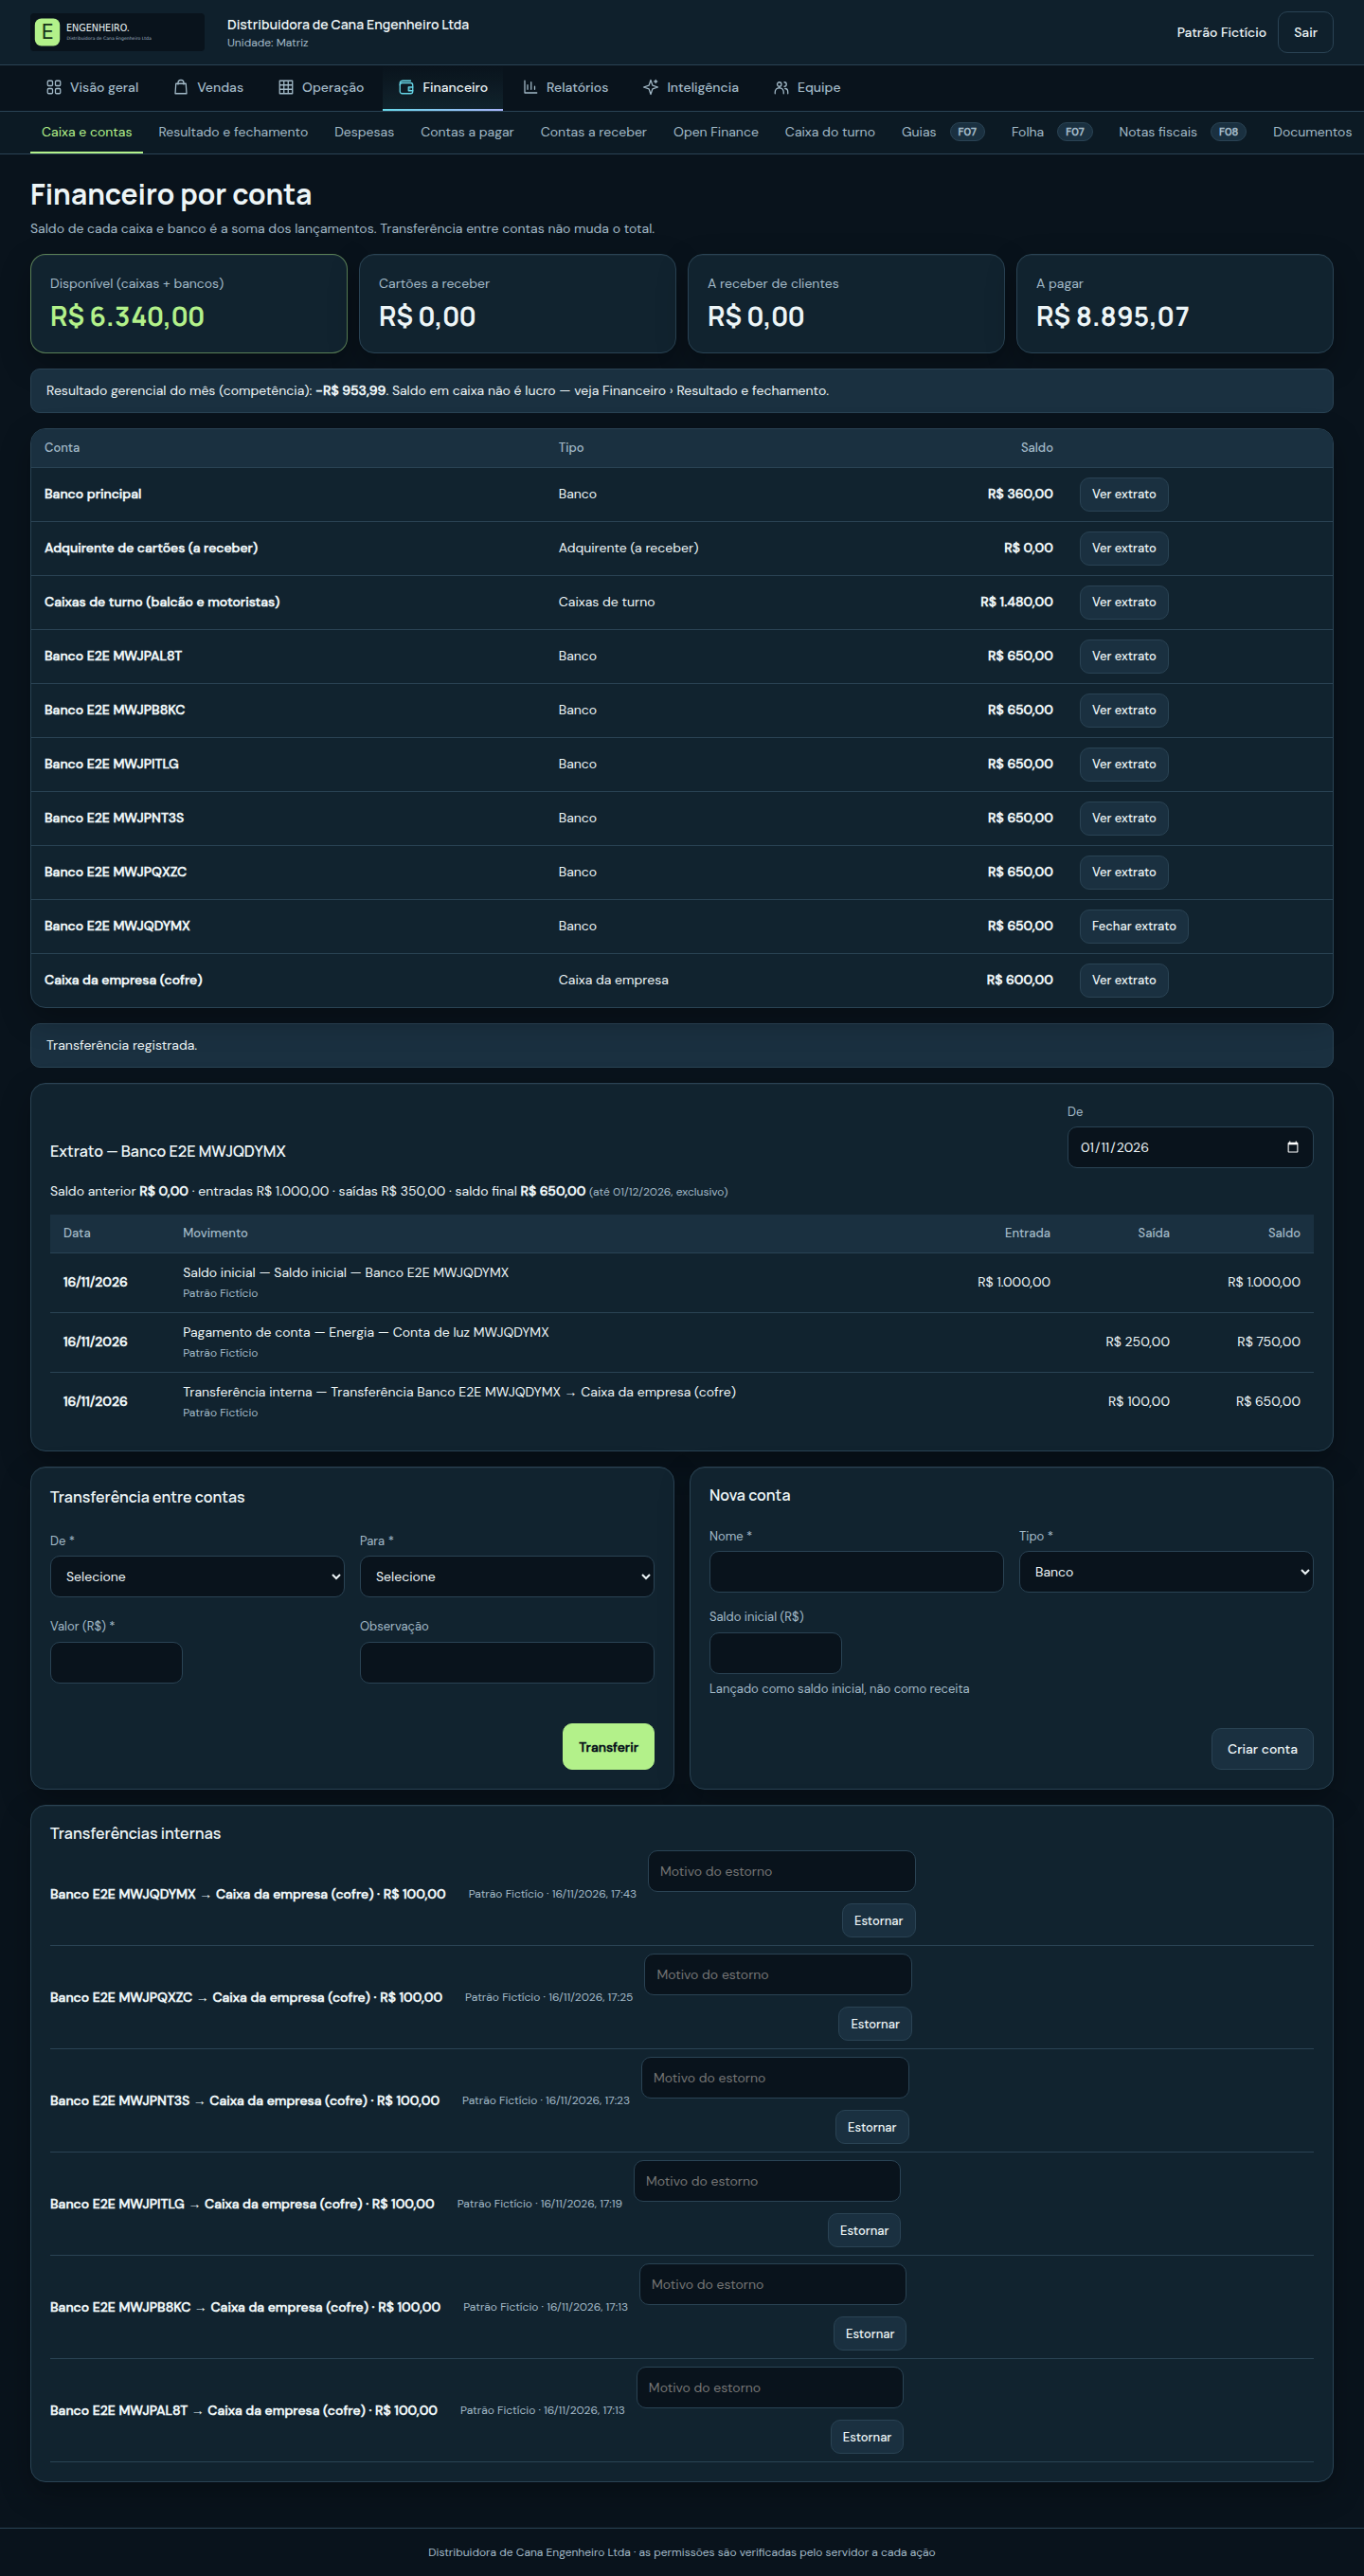 E ENGENHEIRO.
Distribuidora de Cana Engenheiro Ltda
Distribuidora de Cana Engenheiro Ltda
Unidade: Matriz
Patrão Fictício
Sair
Visão geral Vendas Operação Financeiro Relatórios Inteligência Equipe
Caixa e contas Resultado e fechamento Despesas Contas a pagar Contas a receber Open Finance Caixa do turno Guias F07 Folha F07 Notas fiscais F08 Documentos
Financeiro por conta
Saldo de cada caixa e banco é a soma dos lançamentos. Transferência entre contas não muda o total.
Disponível (caixas + bancos)
R$ 6.340,00
Cartões a receber
R$ 0,00
A receber de clientes
R$ 0,00
A pagar
R$ 8.895,07
Resultado gerencial do mês (competência): -R$ 953,99. Saldo em caixa não é lucro — veja Financeiro › Resultado e fechamento.
Conta Tipo Saldo
Banco principal Banco R$ 360,00 Ver extrato
Adquirente de cartões (a receber) Adquirente (a receber) R$ 0,00 Ver extrato
Caixas de turno (balcão e motoristas) Caixas de turno R$ 1.480,00 Ver extrato
Banco E2E MWJPAL8T Banco R$ 650,00 Ver extrato
Banco E2E MWJPB8KC Banco R$ 650,00 Ver extrato
Banco E2E MWJPITLG Banco R$ 650,00 Ver extrato
Banco E2E MWJPNT3S Banco R$ 650,00 Ver extrato
Banco E2E MWJPQXZC Banco R$ 650,00 Ver extrato
Banco E2E MWJQDYMX Banco R$ 650,00 Fechar extrato
Caixa da empresa (cofre) Caixa da empresa R$ 600,00 Ver extrato
Transferência registrada.
De
Extrato — Banco E2E MWJQDYMX 01/11/2026
Saldo anterior R$ 0,00 · entradas R$ 1.000,00 · saídas R$ 350,00 · saldo final R$ 650,00 (até 01/12/2026, exclusivo)
Data Movimento Entrada Saída Saldo
16/11/2026 Saldo inicial — Saldo inicial — Banco E2E MWJQDYMX R$ 1.000,00 R$ 1.000,00
Patrão Fictício
16/11/2026 Pagamento de conta — Energia — Conta de luz MWJQDYMX R$ 250,00 R$ 750,00
Patrão Fictício
16/11/2026 Transferência interna — Transferência Banco E2E MWJQDYMX → Caixa da empresa (cofre) R$ 100,00 R$ 650,00
Patrão Fictício
Transferência entre contas
De * Para *
Selecione Selecione
Valor (R$) * Observação
Transferir
Nova conta
Nome * Tipo *
Banco
Saldo inicial (R$)
Lançado como saldo inicial, não como receita
Criar conta
Transferências internas
Banco E2E MWJQDYMX → Caixa da empresa (cofre) · R$ 100,00 Patrão Fictício · 16/11/2026, 17:43 Motivo do estorno
Estornar
Banco E2E MWJPQXZC → Caixa da empresa (cofre) · R$ 100,00 Patrão Fictício · 16/11/2026, 17:25 Motivo do estorno
Estornar
Banco E2E MWJPNT3S → Caixa da empresa (cofre) · R$ 100,00 Patrão Fictício · 16/11/2026, 17:23 Motivo do estorno
Estornar
Banco E2E MWJPITLG → Caixa da empresa (cofre) · R$ 100,00 Patrão Fictício · 16/11/2026, 17:19 Motivo do estorno
Estornar
Banco E2E MWJPB8KC → Caixa da empresa (cofre) · R$ 100,00 Patrão Fictício · 16/11/2026, 17:13 Motivo do estorno
Estornar
Banco E2E MWJPAL8T → Caixa da empresa (cofre) · R$ 100,00 Patrão Fictício · 16/11/2026, 17:13 Motivo do estorno
Estornar
Distribuidora de Cana Engenheiro Ltda · as permissões são verificadas pelo servidor a cada ação